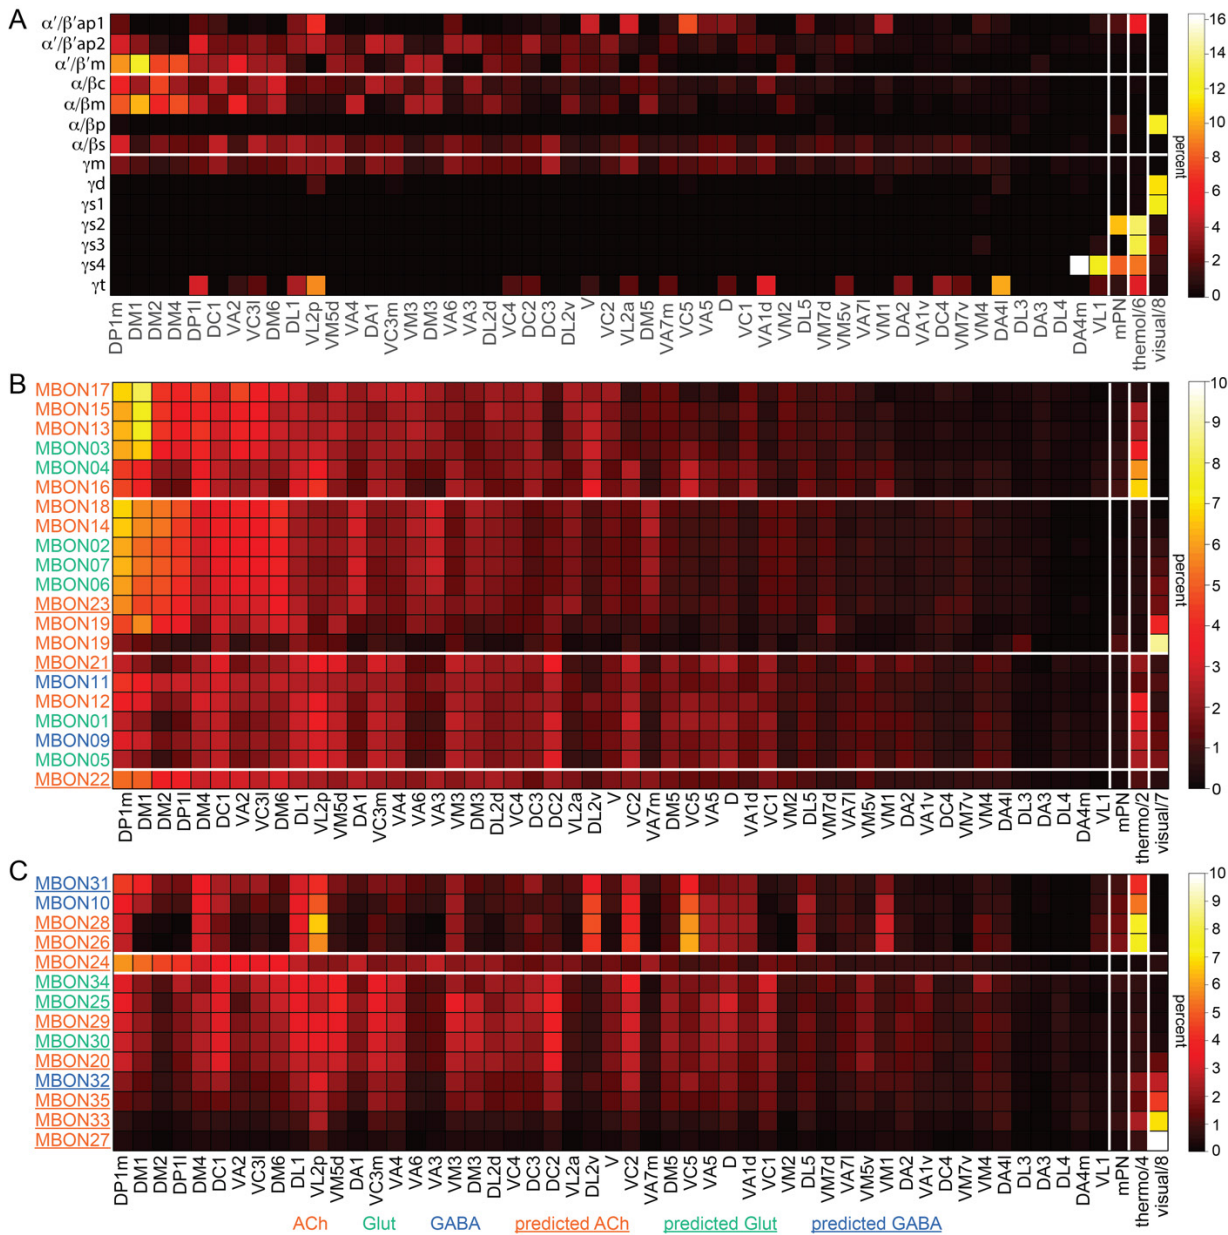 A
α′/β′ap1
α′/β′ap2
α′/β′m
α/βc
α/βm
α/βp
α/βs
γm
γd
γs1
γs2
γs3
γs4
γt
16
14
12
10
8
6
4
2
0
percent
DP1m DM1 DM2 DM4 DP1l DC1 VA2 VC3l DM6 DL1 VL2p VM5d VA4 DA1 VC3m VM3 DM3 VA6 VA3 DL2d VC4 DC2 DC3 DL2v V VC2 VL2a DM5 VA7m VC5 VA5 D VC1 VA1d VM2 DL5 VM7d VM5v VA7l VM1 DA2 VA1v DC4 VM7v DA4l VM4 DL3 DA3 DL4 DA4m VL1 mPN themol/6 visual/8
B
MBON17
MBON15
MBON13
MBON03
MBON04
MBON16
MBON18
MBON14
MBON02
MBON07
MBON06
MBON23
MBON19
MBON19
MBON21
MBON11
MBON12
MBON01
MBON09
MBON05
MBON22
10
9
8
7
6
5
4
3
2
1
0
percent
DP1m DM1 DM2 DP1l DM4 DC1 VA2 VC3l DM6 DL1 VL2p VM5d DA1 VC3m VA4 VA6 VA3 VM3 DM3 DL2d VC4 DC3 DC2 VL2a DL2v V VC2 VA7m DM5 VC5 VA5 D VA1d VC1 VM2 DL5 VM7d VA7l VM5v VM1 DA2 VA1v DC4 VM7v VM4 DA4l DL3 DA3 DL4 DA4m VL1 mPN thermo/2 visual/7
C
MBON31
MBON10
MBON28
MBON26
MBON24
MBON34
MBON25
MBON29
MBON30
MBON20
MBON32
MBON35
MBON33
MBON27
10
9
8
7
6
5
4
3
2
1
0
percent
DP1m DM1 DM2 DP1l DM4 DC1 VA2 VC3l DM6 DL1 VL2p VM5d DA1 VC3m VA4 VA6 VA3 VM3 DM3 DL2d VC4 DC3 DC2 VL2a DL2v V VC2 VA7m DM5 VC5 VA5 D VA1d VC1 VM2 DL5 VM7d VA7l VM5v VM1 DA2 VA1v DC4 VM7v VM4 DA4l DL3 DA3 DL4 DA4m VL1 mPN thermo/4 visual/8
ACh Glut GABA predicted ACh predicted Glut predicted GABA